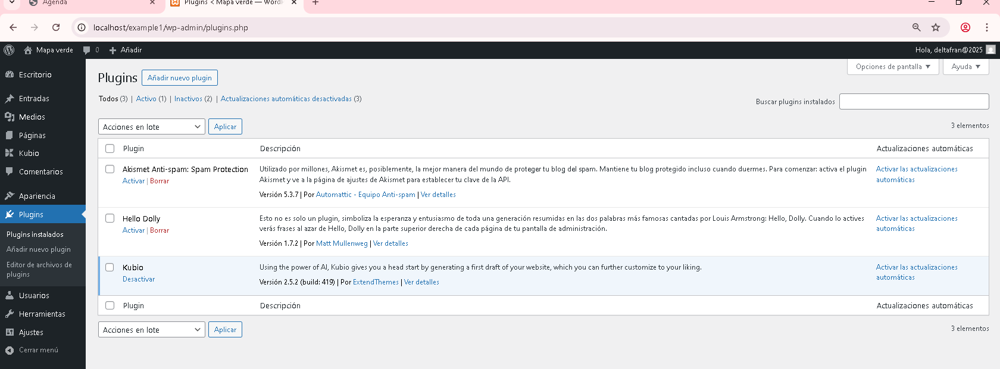 Agenda
Plugins < Mapa verde — WordP
localhost/example1/wp-admin/plugins.php
Mapa verde 0 Añadir Hola, deltafran@2025
Opciones de pantalla Ayuda
Escritorio
Entradas
Medios
Páginas
Kubio
Comentarios
Apariencia
Plugins
Plugins instalados
Añadir nuevo plugin
Editor de archivos de
plugins
Usuarios
Herramientas
Ajustes
Cerrar menú
Plugins Añadir nuevo plugin
Todos (3) | Activo (1) | Inactivos (2) | Actualizaciones automáticas desactivadas (3)
Buscar plugins instalados
Acciones en lote Aplicar
3 elementos
Plugin Descripción Actualizaciones automáticas
Akismet Anti-spam: Spam Protection
Activar | Borrar
Utilizado por millones, Akismet es, posiblemente, la mejor manera del mundo de proteger tu blog del spam. Mantiene tu blog protegido incluso cuando duermes. Para comenzar: activa el plugin
Akismet y ve a la página de ajustes de Akismet para establecer tu clave de la API.
Versión 5.3.7 | Por Automattic - Equipo Anti-spam | Ver detalles
Activar las actualizaciones
automáticas
Hello Dolly
Activar | Borrar
Esto no es solo un plugin, simboliza la esperanza y entusiasmo de toda una generación resumidas en las dos palabras más famosas cantadas por Louis Armstrong: Hello, Dolly. Cuando lo actives
verás frases al azar de Hello, Dolly en la parte superior derecha de cada página de tu pantalla de administración.
Versión 1.7.2 | Por Matt Mullenweg | Ver detalles
Activar las actualizaciones
automáticas
Kubio
Desactivar
Using the power of AI, Kubio gives you a head start by generating a first draft of your website, which you can further customize to your liking.
Versión 2.5.2 (build: 419) | Por ExtendThemes | Ver detalles
Activar las actualizaciones
automáticas
Plugin Descripción Actualizaciones automáticas
Acciones en lote Aplicar
3 elementos